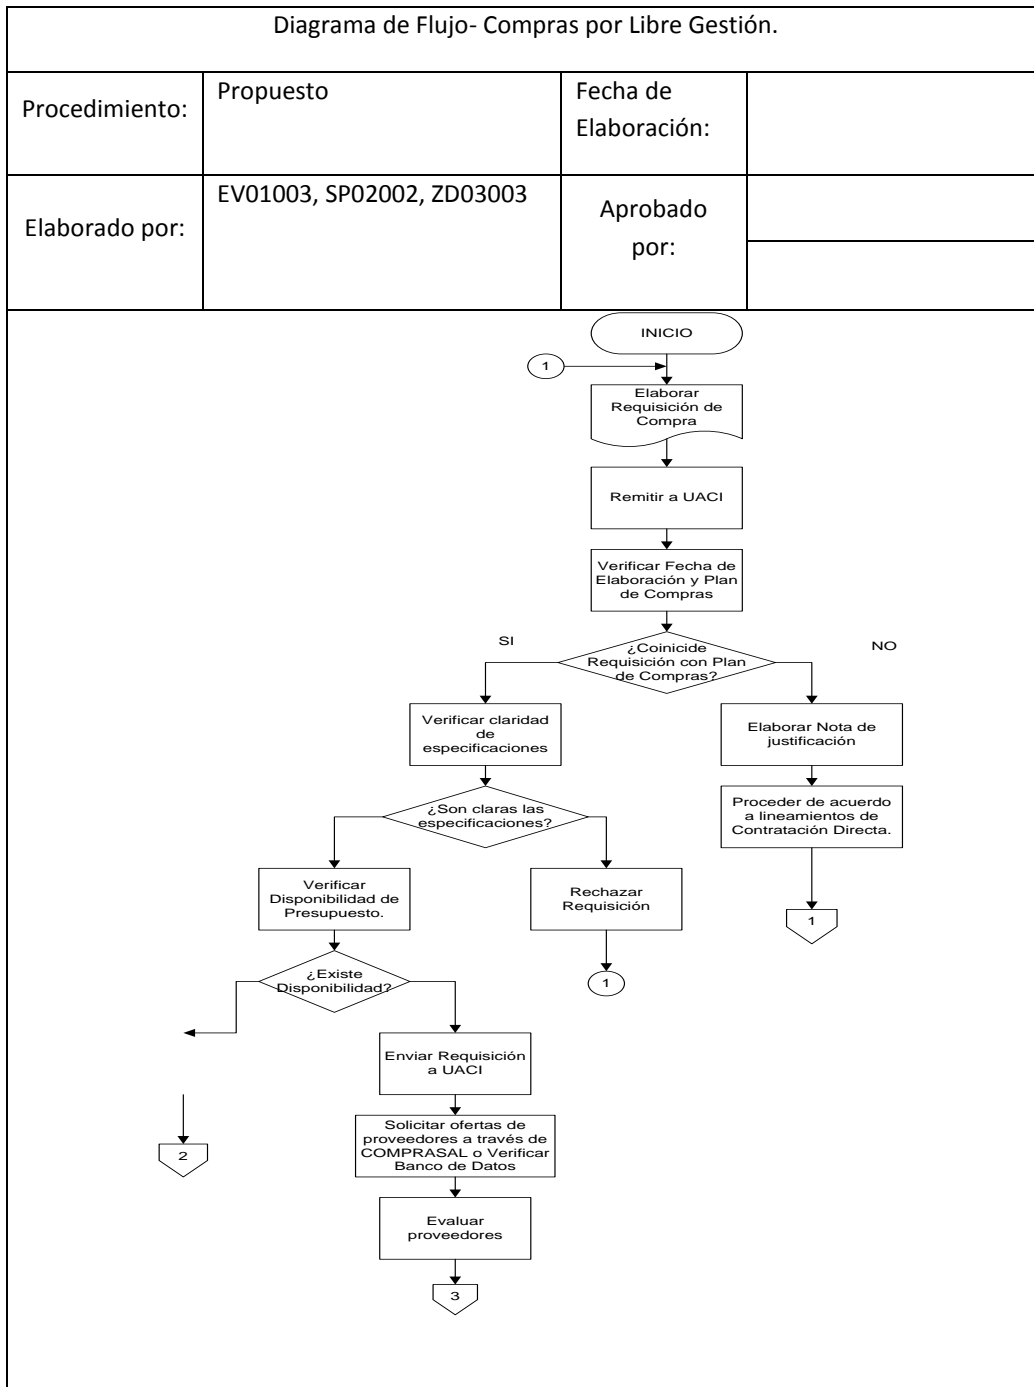 Diagrama de Flujo- Compras por Libre Gestión.
Procedimiento:
Propuesto
Fecha de
Elaboración:
Elaborado por:
EV01003, SP02002, ZD03003
Aprobado
por:
INICIO
1
Elaborar
Requisición de
Compra
Remitir a UACI
Verificar Fecha de
Elaboración y Plan
de Compras
SI
¿Coinicide
Requisición con Plan
de Compras?
NO
Verificar claridad
de
especificaciones
Elaborar Nota de
justificación
¿Son claras las
especificaciones?
Proceder de acuerdo
a lineamientos de
Contratación Directa.
Verificar
Disponibilidad de
Presupuesto.
Rechazar
Requisición
1
¿Existe
Disponibilidad?
1
Enviar Requisición
a UACI
Solicitar ofertas de
proveedores a través de
COMPRASAL o Verificar
Banco de Datos
2
Evaluar
proveedores
3